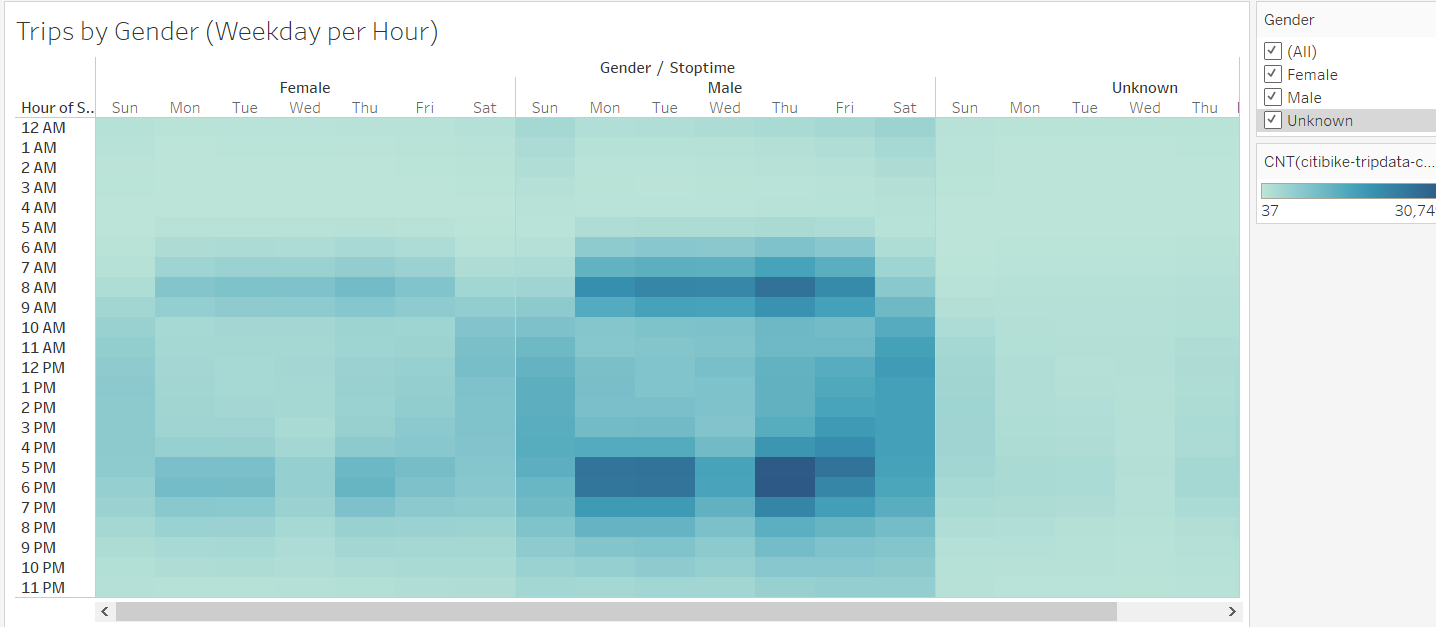 Trips by Gender (Weekday per Hour)
Gender / Stoptime
Female Male Unknown
Hour of S.. Sun Mon Tue Wed Thu Fri Sat Sun Mon Tue Wed Thu Fri Sat Sun Mon Tue Wed Thu
12 AM
1 AM
2 AM
3 AM
4 AM
5 AM
6 AM
7 AM
8 AM
9 AM
10 AM
11 AM
12 PM
1 PM
2 PM
3 PM
4 PM
5 PM
6 PM
7 PM
8 PM
9 PM
10 PM
11 PM
Gender
(All)
Female
Male
Unknown
CNT(citibike-tripdata-c...
37 30,74